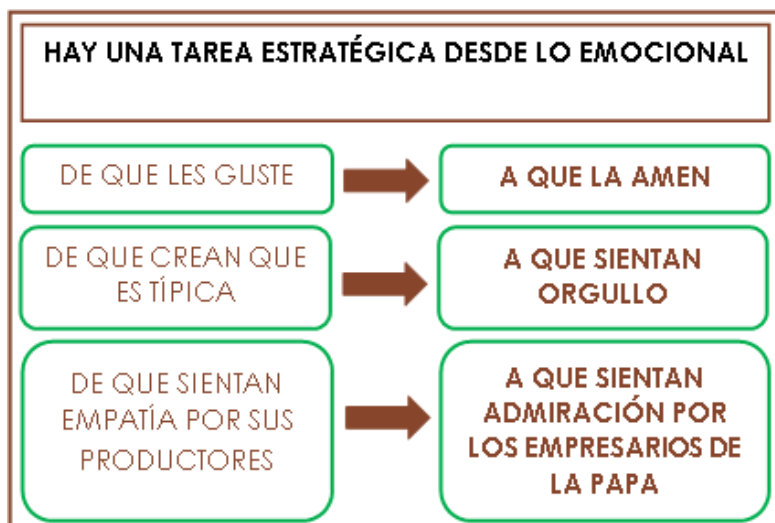 HAY UNA TAREA ESTRATÉGICA DESDE LO EMOCIONAL
DE QUE LES GUSTE
A QUE LA AMEN
DE QUE CREAN QUE
ES TÍPICA
A QUE SIENTAN
ORGULLO
DE QUE SIENTAN
EMPATÍA POR SUS
PRODUCTORES
A QUE SIENTAN
ADMIRACIÓN POR
LOS EMPRESARIOS DE
LA PAPA